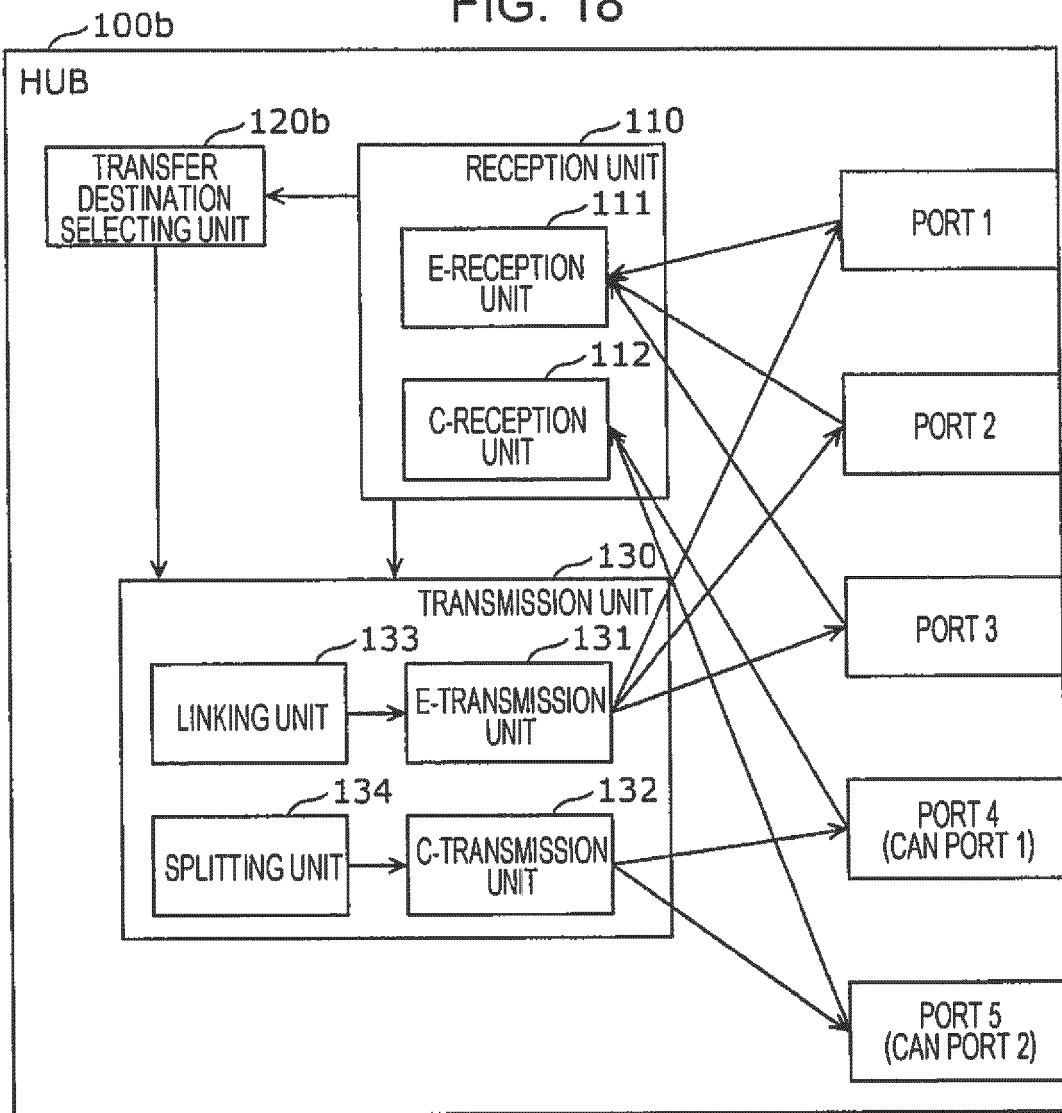 FIG. 18
100b
HUB
120b
TRANSFER
DESTINATION
SELECTING UNIT
110
RECEPTION UNIT
111
E-RECEPTION
UNIT
112
C-RECEPTION
UNIT
PORT 1
PORT 2
PORT 3
PORT 4
(CAN PORT 1)
PORT 5
(CAN PORT 2)
130
TRANSMISSION UNIT
133
LINKING UNIT
131
E-TRANSMISSION
UNIT
134
SPLITTING UNIT
132
C-TRANSMISSION
UNIT